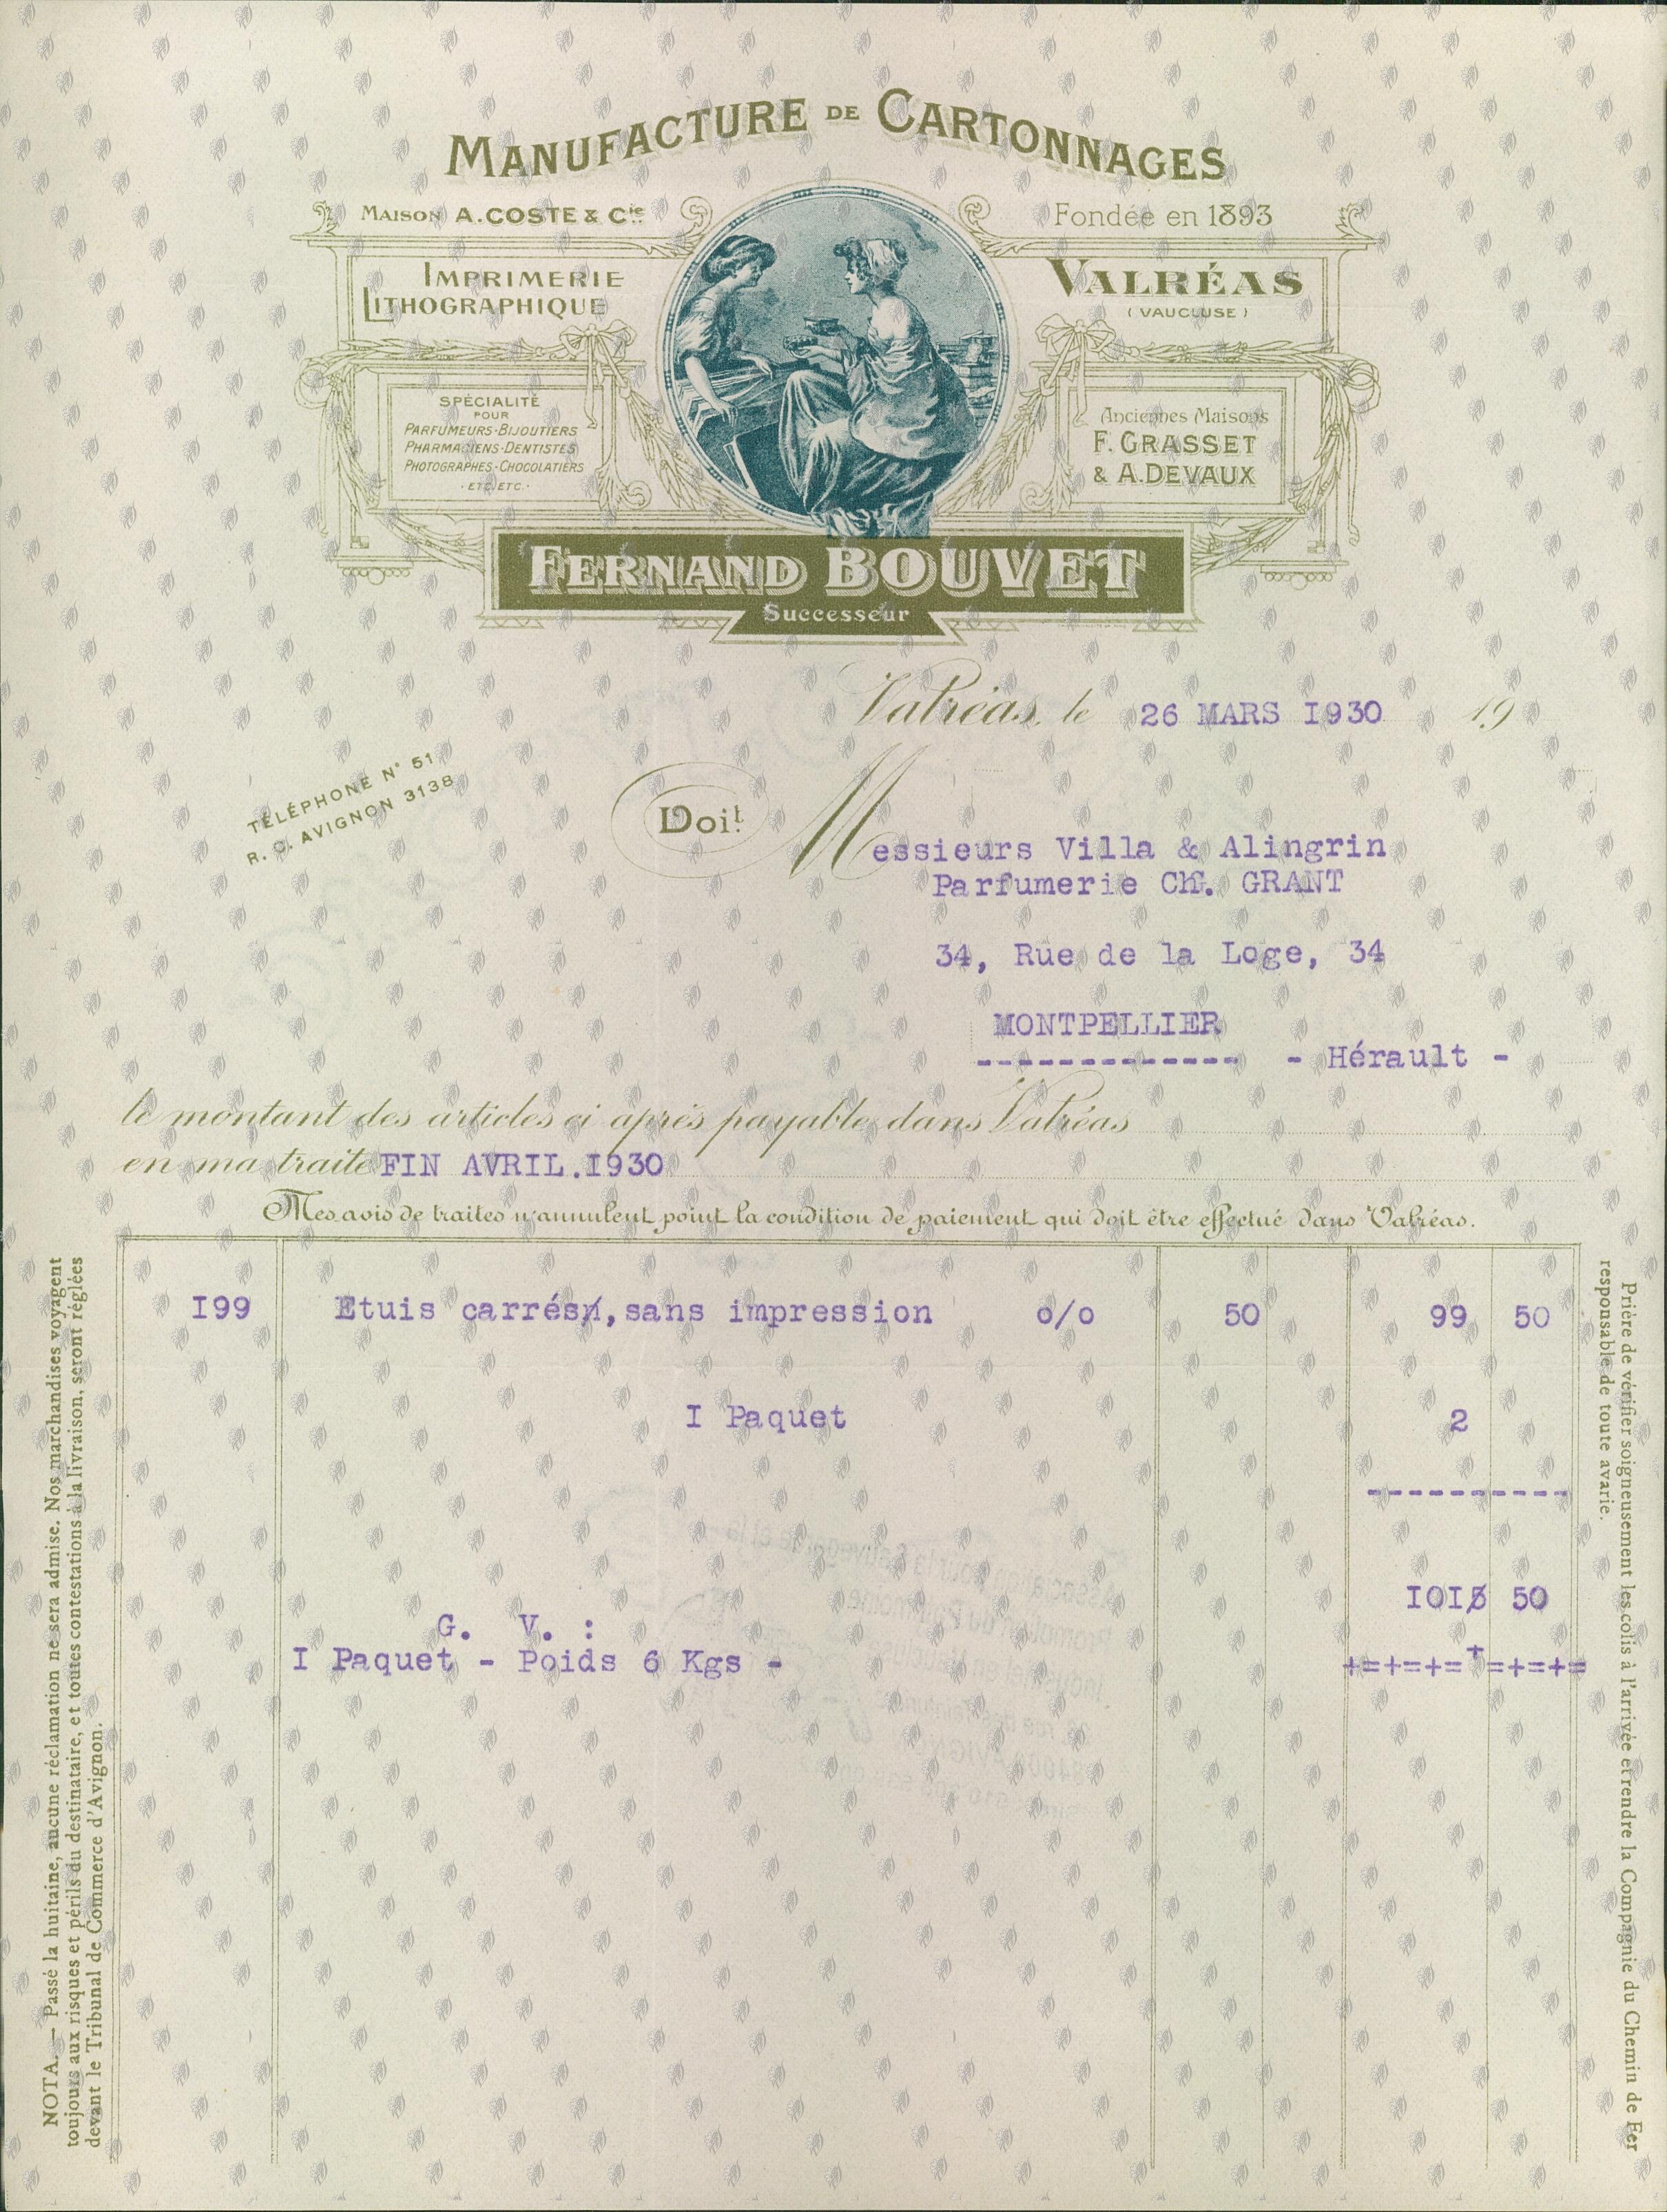 MANUFACTURE DE CARTONNAGES
MAISON A. COSTE & Cie
Fondée en 1893
IMPRIMERIE
LITHOGRAPHIQUE
VALRÉAS
(VAUCLUSE)
SPÉCIALITÉ
POUR
PARFUMEURS-BIJOUTIERS
PHARMACIENS-DENTISTES
PHOTOGRAPHES-CHOCOLATIERS
·ETC.ETC.·
Anciennes Maisons
F. GRASSET
& A. DEVAUX
FERNAND BOUVET
Successeur
Valréas, le 26 MARS I930 19
TÉLÉPHONE N° 51
R. C. AVIGNON 3138
Doit
Messieurs Villa & Alingrin
Parfumerie CH. GRANT
34, Rue de la Loge, 34
MONTPELLIER
------------- - Hérault -
le montant des articles ci après payable dans Valréas
en ma traite FIN AVRIL.I930
Mes avis de traites n'annulent point la condition de paiement qui doit être effectué dans Valréas.
I99 Etuis carrés, sans impression o/o 50 99 50
I Paquet 2
----------
IOI 50
G. V. :
I Paquet - Poids 6 Kgs -
+=+=+=+=+=+=
NOTA. — Passé la huitaine, aucune réclamation ne sera admise. Nos marchandises voyagent
toujours aux risques et périls du destinataire, et toutes contestations à la livraison, seront réglées
devant le Tribunal de Commerce d'Avignon.
Prière de vérifier soigneusement les colis à l'arrivée et rendre la Compagnie du Chemin de Fer
responsable de toute avarie.